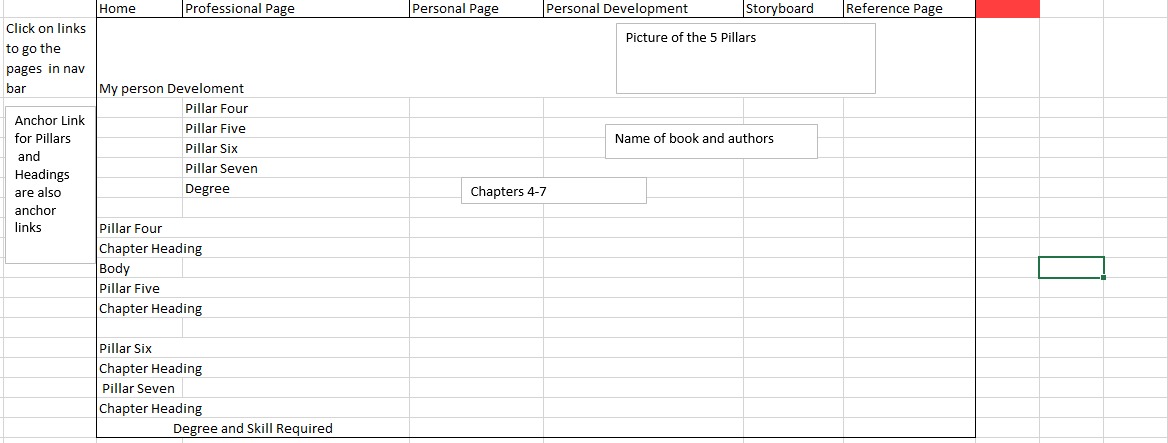 Home Professional Page Personal Page Personal Development Storyboard Reference Page
Click on links
to go the
pages in nav
bar
Picture of the 5 Pillars
My person Develoment
Anchor Link
for Pillars
and
Headings
are also
anchor
links
Pillar Four
Pillar Five
Pillar Six
Pillar Seven
Degree
Name of book and authors
Chapters 4-7
Pillar Four
Chapter Heading
Body
Pillar Five
Chapter Heading
Pillar Six
Chapter Heading
Pillar Seven
Chapter Heading
Degree and Skill Required